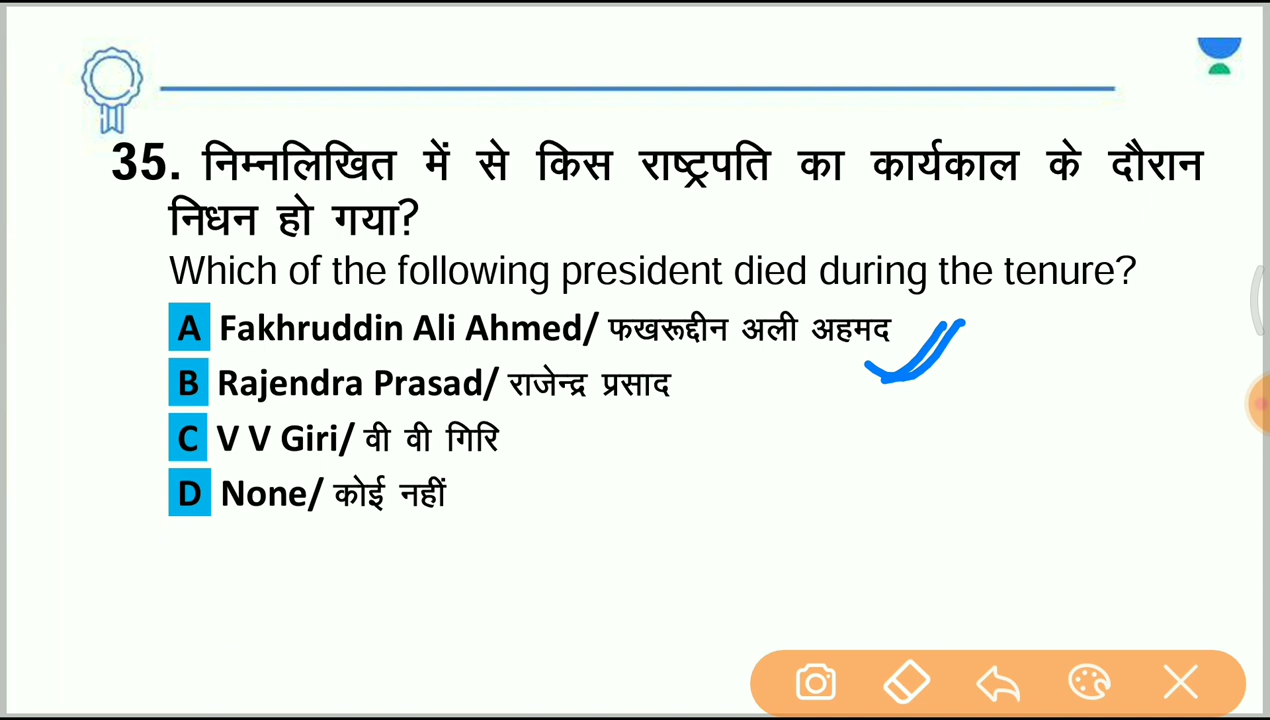 35. निम्नलिखित में से किस राष्ट्रपति का कार्यकाल के दौरान
निधन हो गया?
Which of the following president died during the tenure?
A Fakhruddin Ali Ahmed/ फखरूद्दीन अली अहमद
B Rajendra Prasad/ राजेन्द्र प्रसाद
C V V Giri/ वी वी गिरि
D None/ कोई नहीं